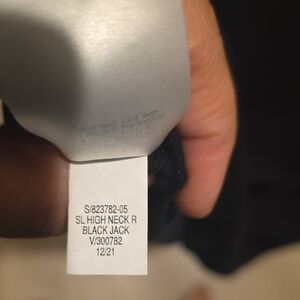 S/823782-05
SL HIGH NECK R
BLACK JACK
V/300782
12/21